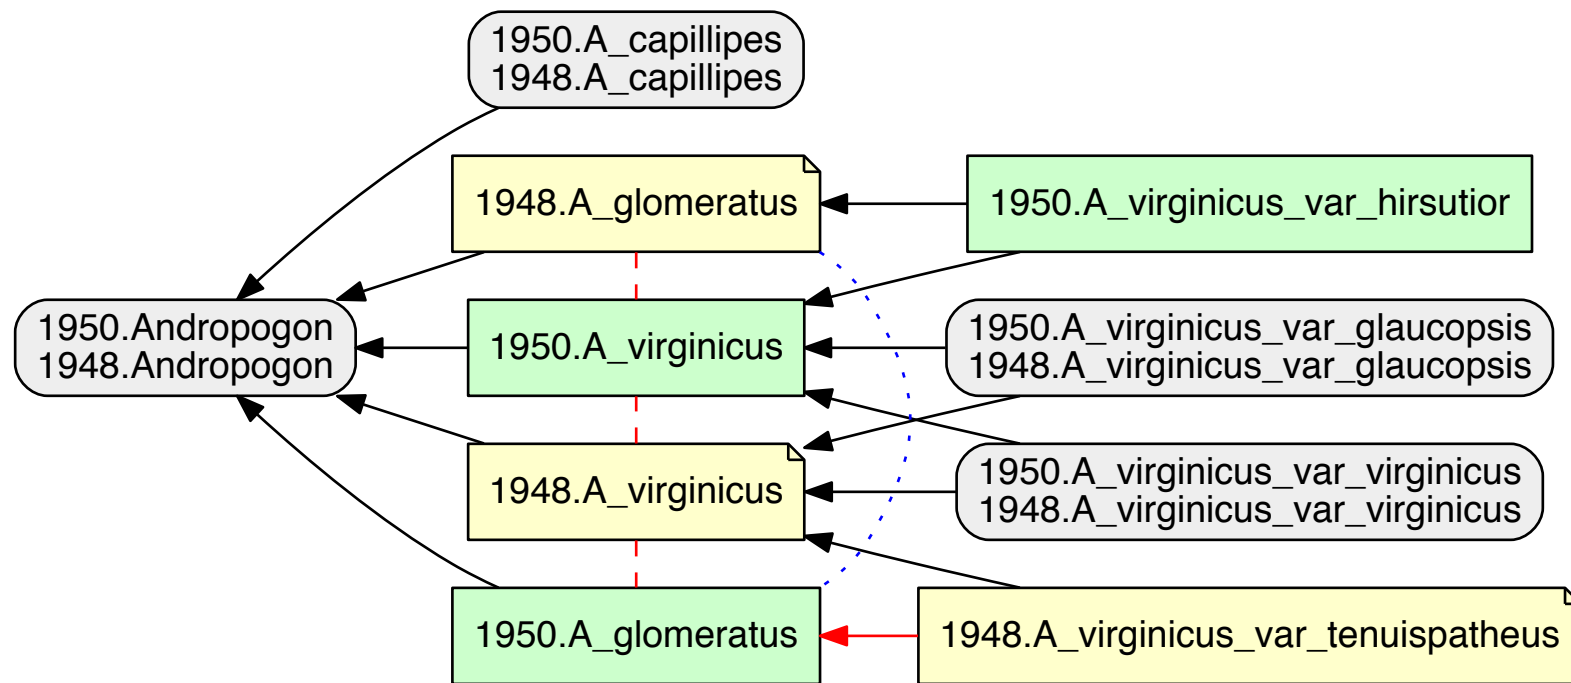 1950.A_capillipes
1948.A_capillipes
1948.A_glomeratus
1950.A_virginicus_var_hirsutior
1950.Andropogon
1948.Andropogon
1950.A_virginicus
1950.A_virginicus_var_glaucopsis
1948.A_virginicus_var_glaucopsis
1948.A_virginicus
1950.A_virginicus_var_virginicus
1948.A_virginicus_var_virginicus
1950.A_glomeratus
1948.A_virginicus_var_tenuispatheus